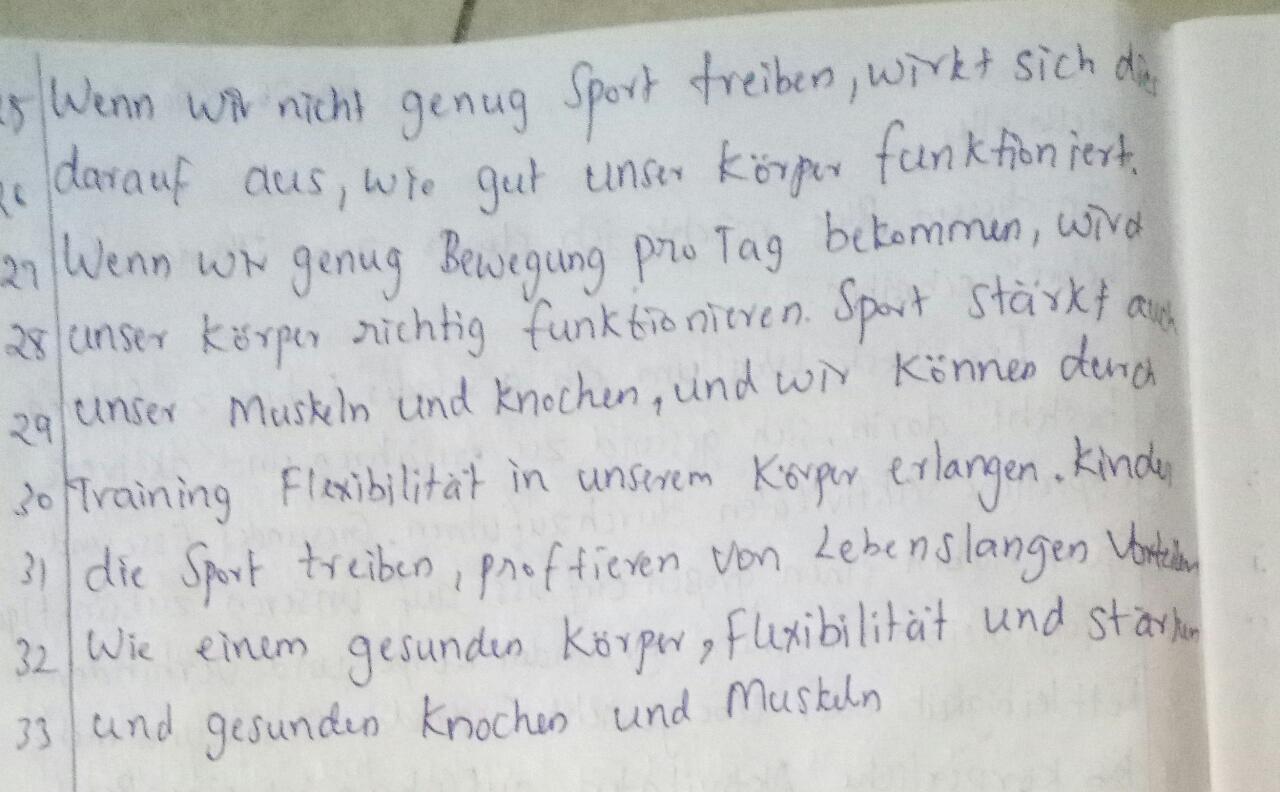 25 Wenn wir nicht genug Sport treiben, wirkt sich dies
26 darauf aus, wie gut unser Körper funktioniert.
27 Wenn wir genug Bewegung pro Tag bekommen, wird
28 unser Körper richtig funktionieren. Sport stärkt auch
29 unser Muskeln und Knochen, und wir können durch
30 Training Flexibilität in unserem Körper erlangen. Kinder
31 die Sport treiben, profitieren von Lebenslangen Vorteilen
32 Wie einem gesunden Körper, Flexibilität und starken
33 und gesunden Knochen und Muskeln